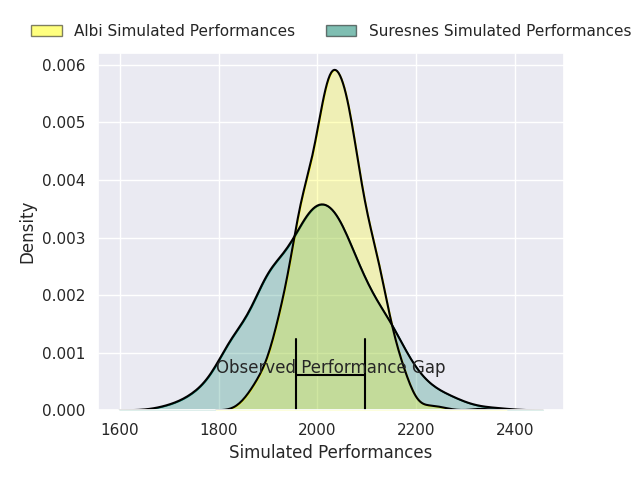 Albi Simulated Performances Suresnes Simulated Performances
0.006
0.005
0.004
0.003
0.002
0.001
0.000
Density
Observed Performance Gap
1600 1800 2000 2200 2400
Simulated Performances